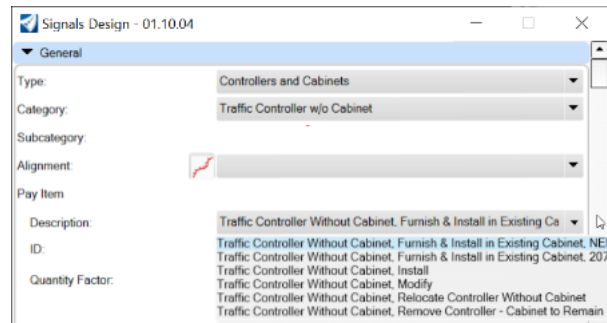 Signals Design - 01.10.04
General
Type: Controllers and Cabinets
Category: Traffic Controller w/o Cabinet
Subcategory:
Alignment:
Pay Item
Description: Traffic Controller Without Cabinet, Furnish & Install in Existing Ca
ID: Traffic Controller Without Cabinet, Furnish & Install in Existing Cabinet, NE
Traffic Controller Without Cabinet, Furnish & Install in Existing Cabinet, 207
Traffic Controller Without Cabinet, Install
Quantity Factor: Traffic Controller Without Cabinet, Modify
Traffic Controller Without Cabinet, Relocate Controller Without Cabinet
Traffic Controller Without Cabinet, Remove Controller - Cabinet to Remain